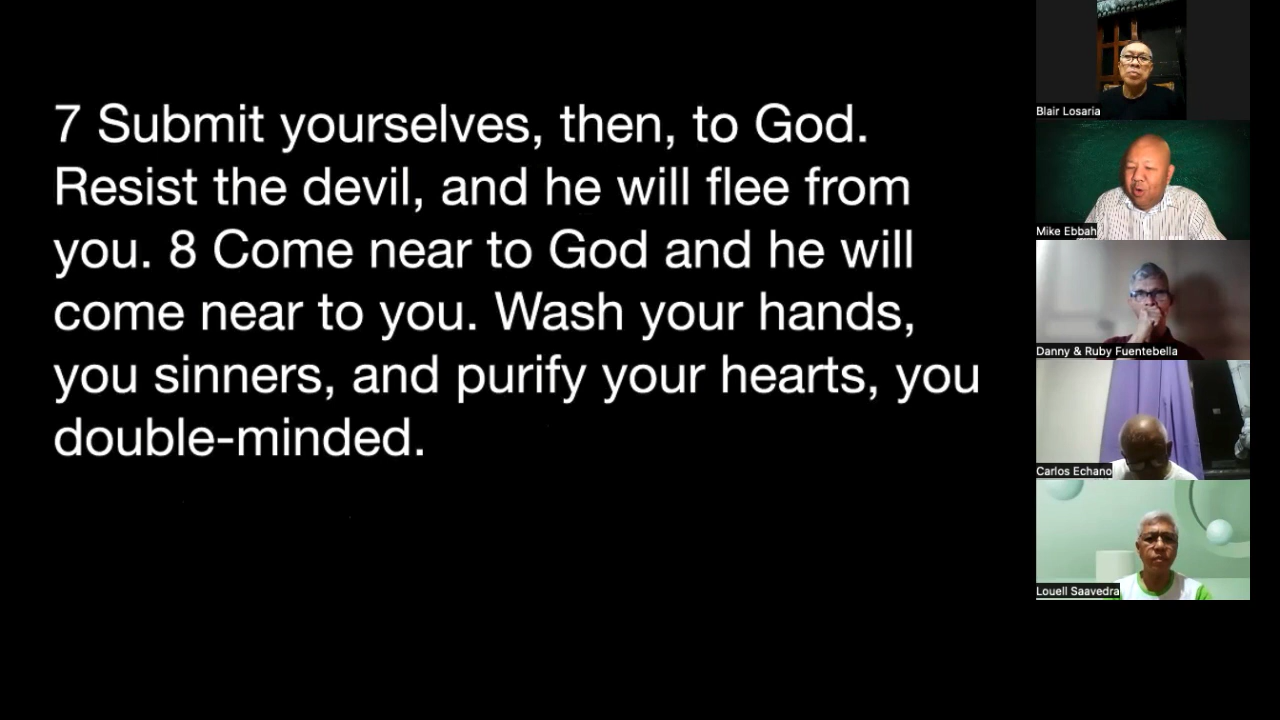 7 Submit yourselves, then, to God.
Resist the devil, and he will flee from
you. 8 Come near to God and he will
come near to you. Wash your hands,
you sinners, and purify your hearts, you
double-minded.
Blair Losaria
Mike Ebbah
Danny & Ruby Fuentebella
Carlos Echano
Louell Saavedra